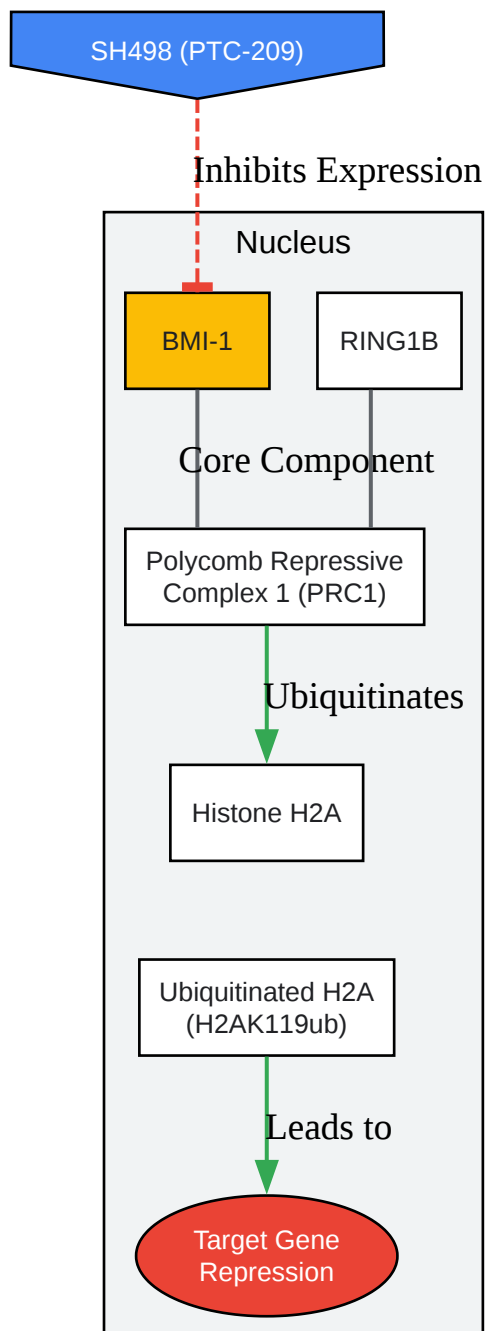 SH498 (PTC-209)
Inhibits Expression
Nucleus
BMI-1
RING1B
Core Component
Polycomb Repressive
Complex 1 (PRC1)
Ubiquitinates
Histone H2A
Ubiquitinated H2A
(H2AK119ub)
Leads to
Target Gene
Repression